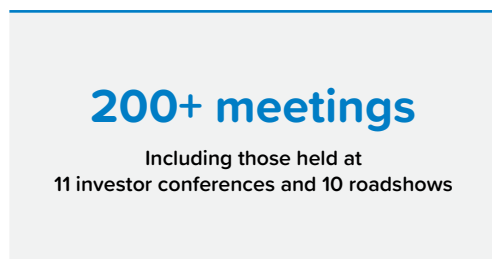 200+ meetings
Including those held at
11 investor conferences and 10 roadshows